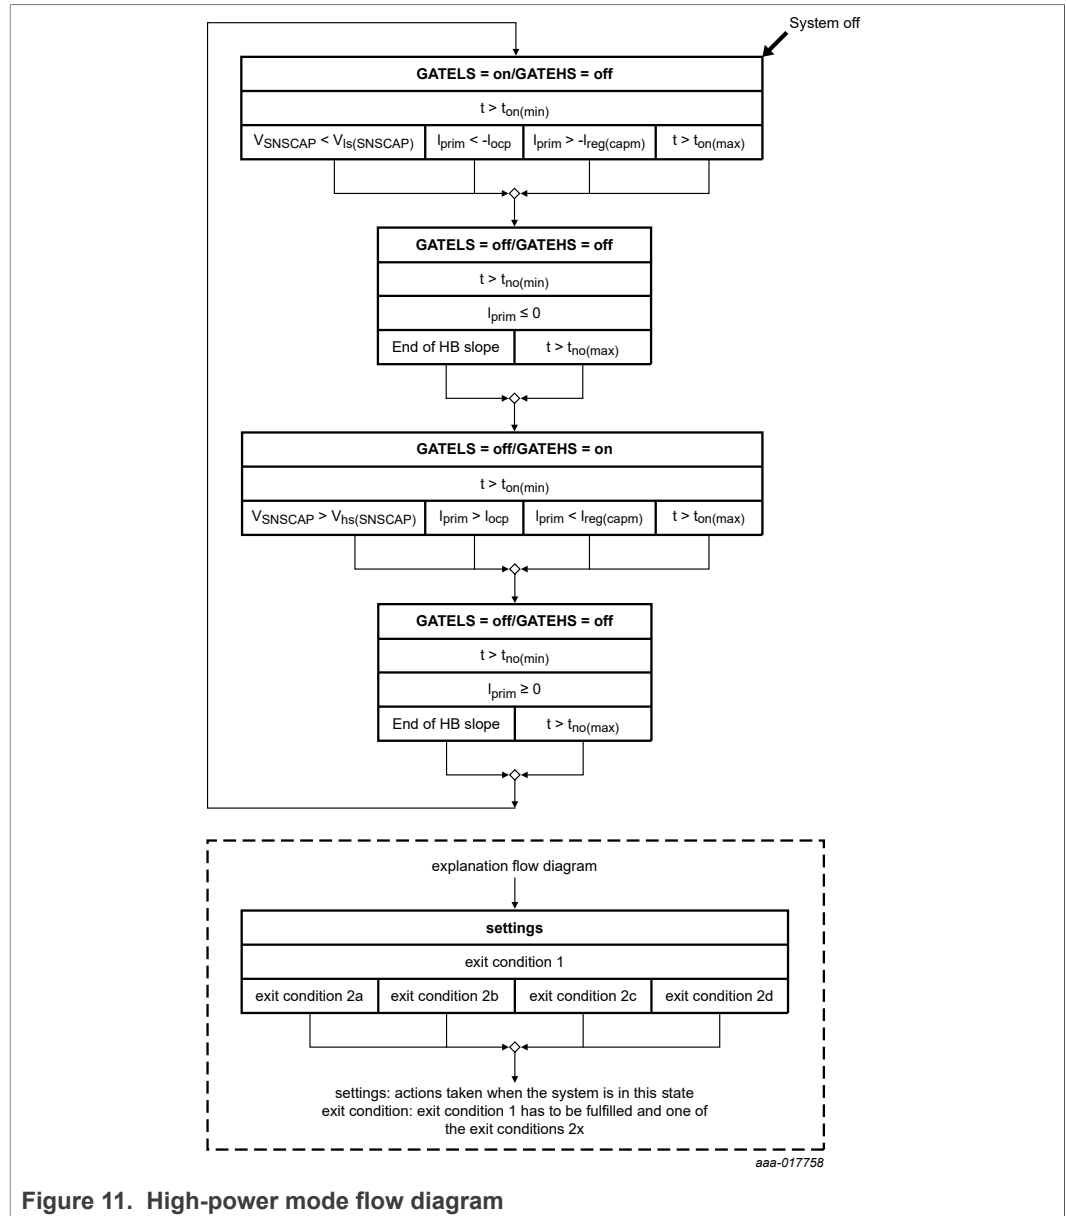 System off
GATELS = on/GATEHS = off
t > ton(min)
VSNSCAP < Vls(SNSCAP)
Iprim < -Iocp
Iprim > -Ireg(capm)
t > ton(max)
GATELS = off/GATEHS = off
t > tno(min)
Iprim ≤ 0
End of HB slope
t > tno(max)
GATELS = off/GATEHS = on
t > ton(min)
VSNSCAP > Vhs(SNSCAP)
Iprim > Iocp
Iprim < Ireg(capm)
t > ton(max)
GATELS = off/GATEHS = off
t > tno(min)
Iprim ≥ 0
End of HB slope
t > tno(max)
explanation flow diagram
settings
exit condition 1
exit condition 2a
exit condition 2b
exit condition 2c
exit condition 2d
settings: actions taken when the system is in this state
exit condition: exit condition 1 has to be fulfilled and one of
the exit conditions 2x
aaa-017758
Figure 11. High-power mode flow diagram